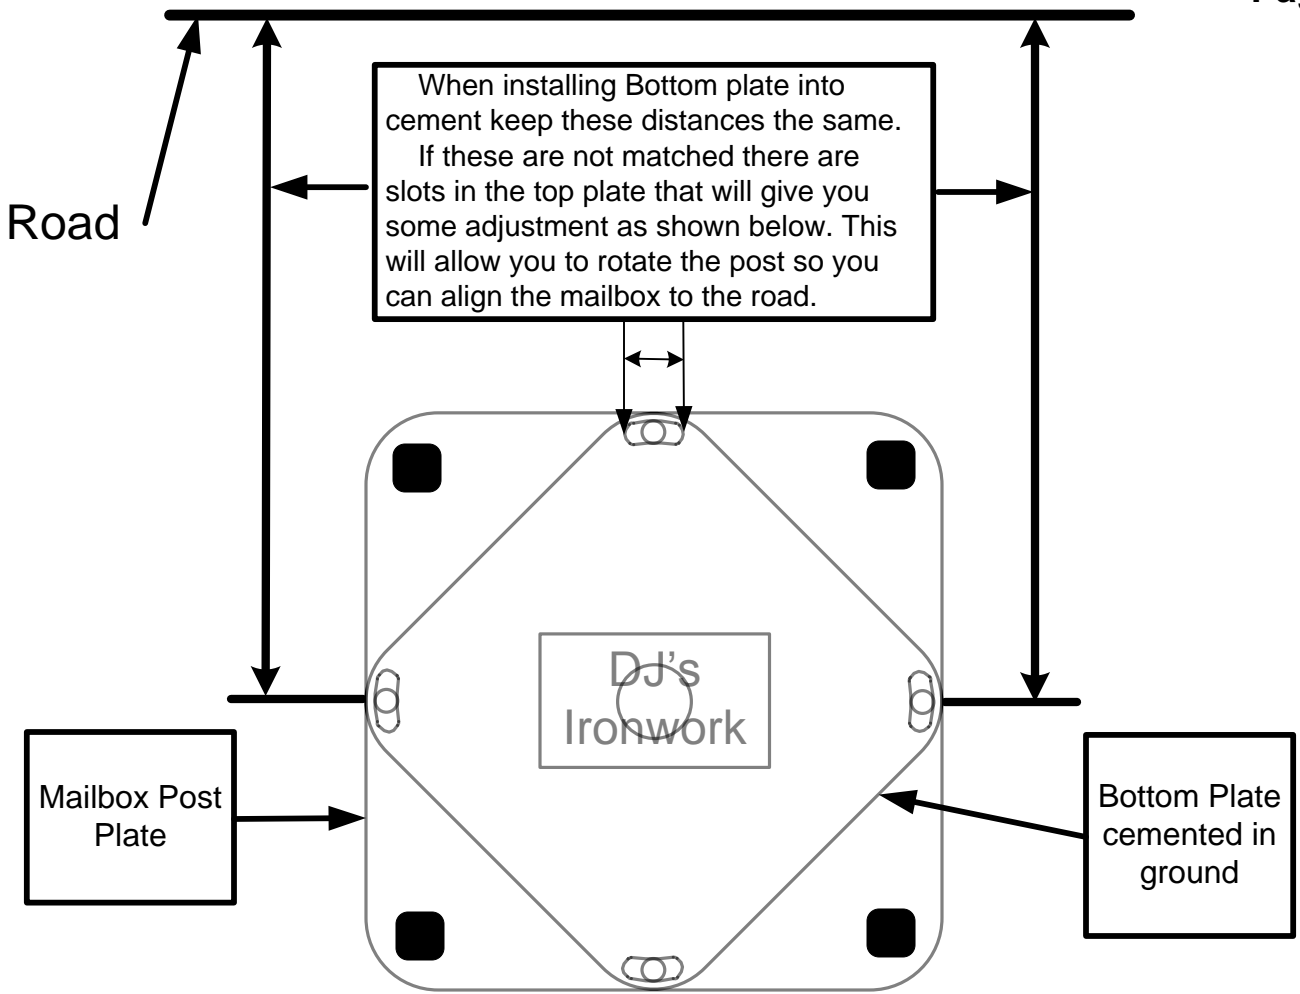 When installing Bottom plate into
cement keep these distances the same.
If these are not matched there are
slots in the top plate that will give you
some adjustment as shown below. This
will allow you to rotate the post so you
can align the mailbox to the road.
Road
DJ's
Ironwork
Mailbox Post
Plate
Bottom Plate
cemented in
ground